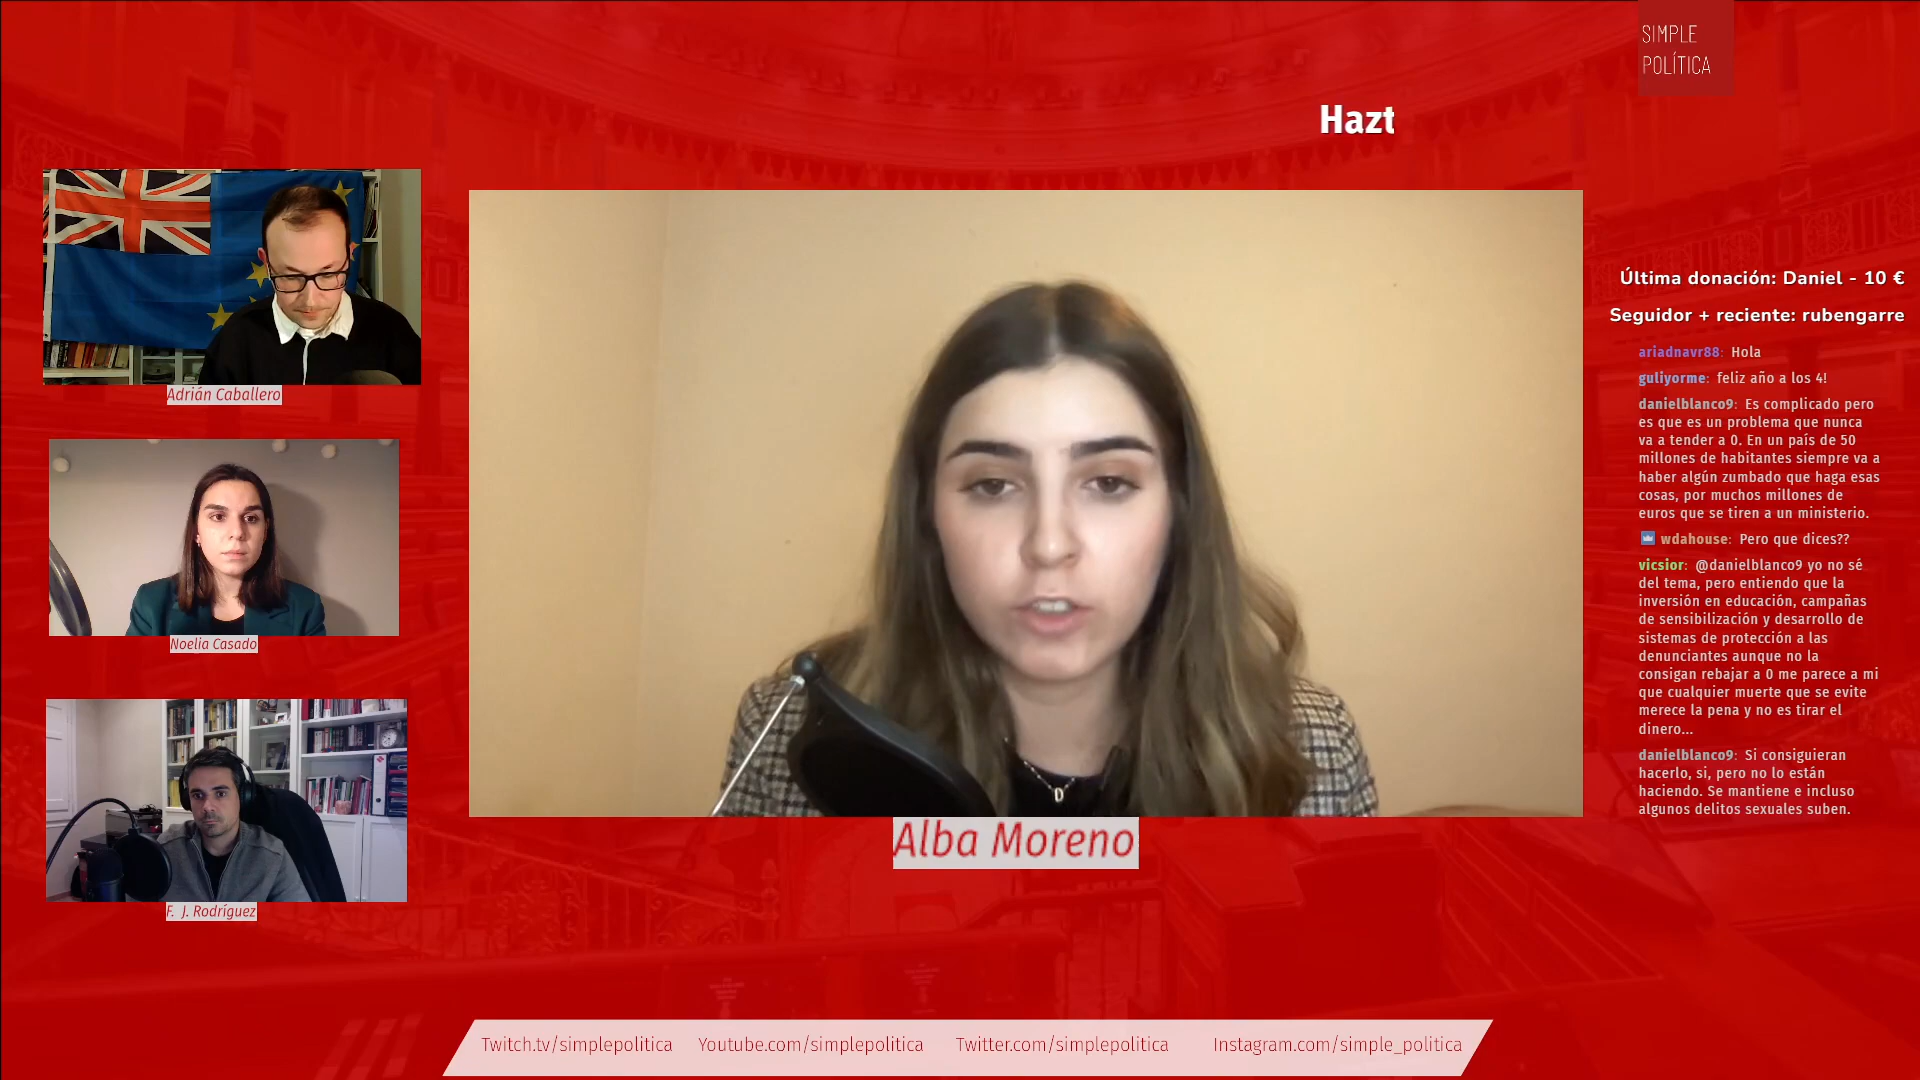 SIMPLE
POLÍTICA
Hazt
Última donación: Daniel - 10 €
Seguidor + reciente: rubengarre
ariadnavr88: Hola
guliyorme: feliz año a los 4!
danielblanco9: Es complicado pero
es que es un problema que nunca
va a tender a 0. En un país de 50
millones de habitantes siempre va a
haber algún zumbado que haga esas
cosas, por muchos millones de
euros que se tiren a un ministerio.
wdahouse: Pero que dices??
vicsior: @danielblanco9 yo no sé
del tema, pero entiendo que la
inversión en educación, campañas
de sensibilización y desarrollo de
sistemas de protección a las
denunciantes aunque no la
consigan rebajar a 0 me parece a mi
que cualquier muerte que se evite
merece la pena y no es tirar el
dinero...
danielblanco9: Si consiguieran
hacerlo, si, pero no lo están
haciendo. Se mantiene e incluso
algunos delitos sexuales suben.
Adrián Caballero
Noelia Casado
F. J. Rodríguez
D
Alba Moreno
Twitch.tv/simplepolitica
Youtube.com/simplepolitica
Twitter.com/simplepolitica
Instagram.com/simple_politica